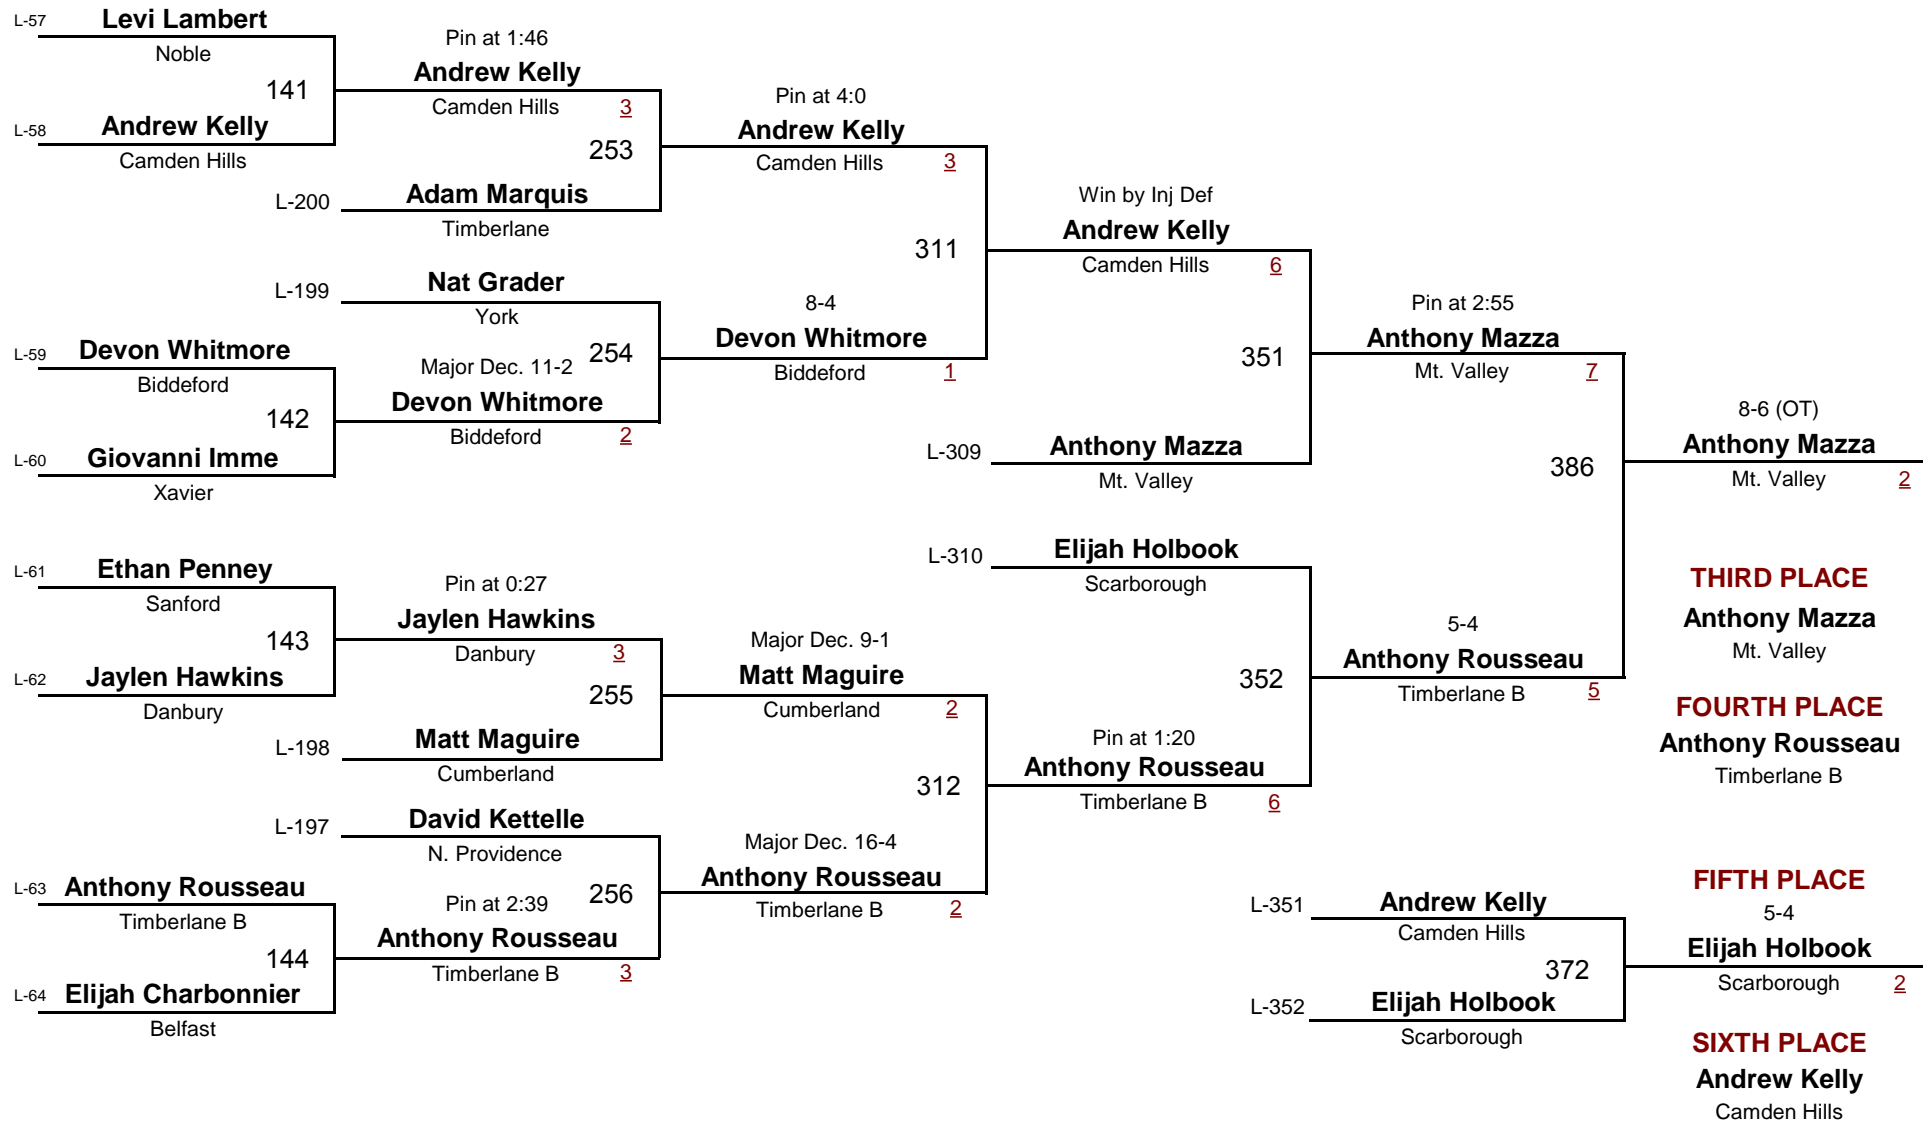 L-57 Levi Lambert
Noble
141
L-58 Andrew Kelly
Camden Hills
Pin at 1:46
Andrew Kelly
Camden Hills 3
253
L-200 Adam Marquis
Timberlane
L-199 Nat Grader
York
L-59 Devon Whitmore
Biddeford
142
L-60 Giovanni Imme
Xavier
254
Major Dec. 11-2
Devon Whitmore
Biddeford 2
Pin at 4:0
Andrew Kelly
Camden Hills 3
311
8-4
Devon Whitmore
Biddeford 1
Win by Inj Def
Andrew Kelly
Camden Hills 6
351
L-309 Anthony Mazza
Mt. Valley
Pin at 2:55
Anthony Mazza
Mt. Valley 7
386
8-6 (OT)
Anthony Mazza
Mt. Valley 2
L-61 Ethan Penney
Sanford
143
L-62 Jaylen Hawkins
Danbury
Pin at 0:27
Jaylen Hawkins
Danbury 3
255
L-198 Matt Maguire
Cumberland
L-197 David Kettelle
N. Providence
L-63 Anthony Rousseau
Timberlane B
144
L-64 Elijah Charbonnier
Belfast
256
Pin at 2:39
Anthony Rousseau
Timberlane B 3
Major Dec. 9-1
Matt Maguire
Cumberland 2
312
Major Dec. 16-4
Anthony Rousseau
Timberlane B 2
L-310 Elijah Holbook
Scarborough
352
Pin at 1:20
Anthony Rousseau
Timberlane B 6
5-4
Anthony Rousseau
Timberlane B 5
THIRD PLACE
Anthony Mazza
Mt. Valley
FOURTH PLACE
Anthony Rousseau
Timberlane B
L-351 Andrew Kelly
Camden Hills
372
L-352 Elijah Holbook
Scarborough
FIFTH PLACE
5-4
Elijah Holbook
Scarborough 2
SIXTH PLACE
Andrew Kelly
Camden Hills